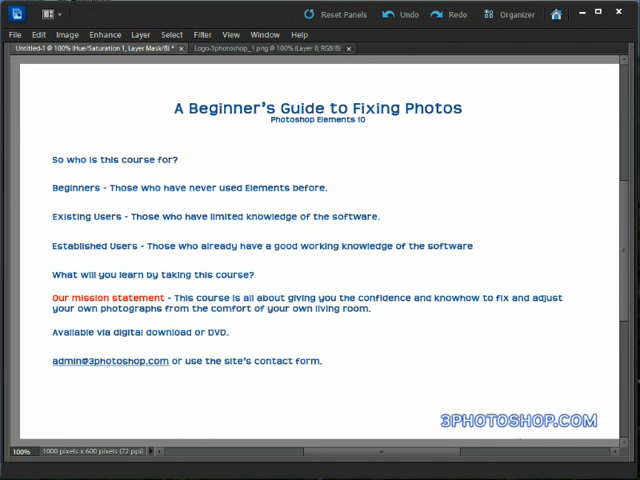 Reset Panels Undo Redo Organizer
File Edit Image Enhance Layer Select Filter View Window Help
Untitled-1 @ 100% (Hue/Saturation 1, Layer Mask/8) * × Logo-3photoshop_1.png @ 100% (Layer 0, RGB/8) ×
A Beginner's Guide to Fixing Photos
Photoshop Elements 10
So who is this course for?
Beginners - Those who have never used Elements before.
Existing Users - Those who have limited knowledge of the software.
Established Users - Those who already have a good working knowledge of the software
What will you learn by taking this course?
Our mission statement - This course is all about giving you the confidence and knowhow to fix and adjust
your own photographs from the comfort of your own living room.
Available via digital download or DVD.
admin@3photoshop.com or use the site's contact form.
3PHOTOSHOP.COM
100% 1000 pixels x 600 pixels (72 ppi)